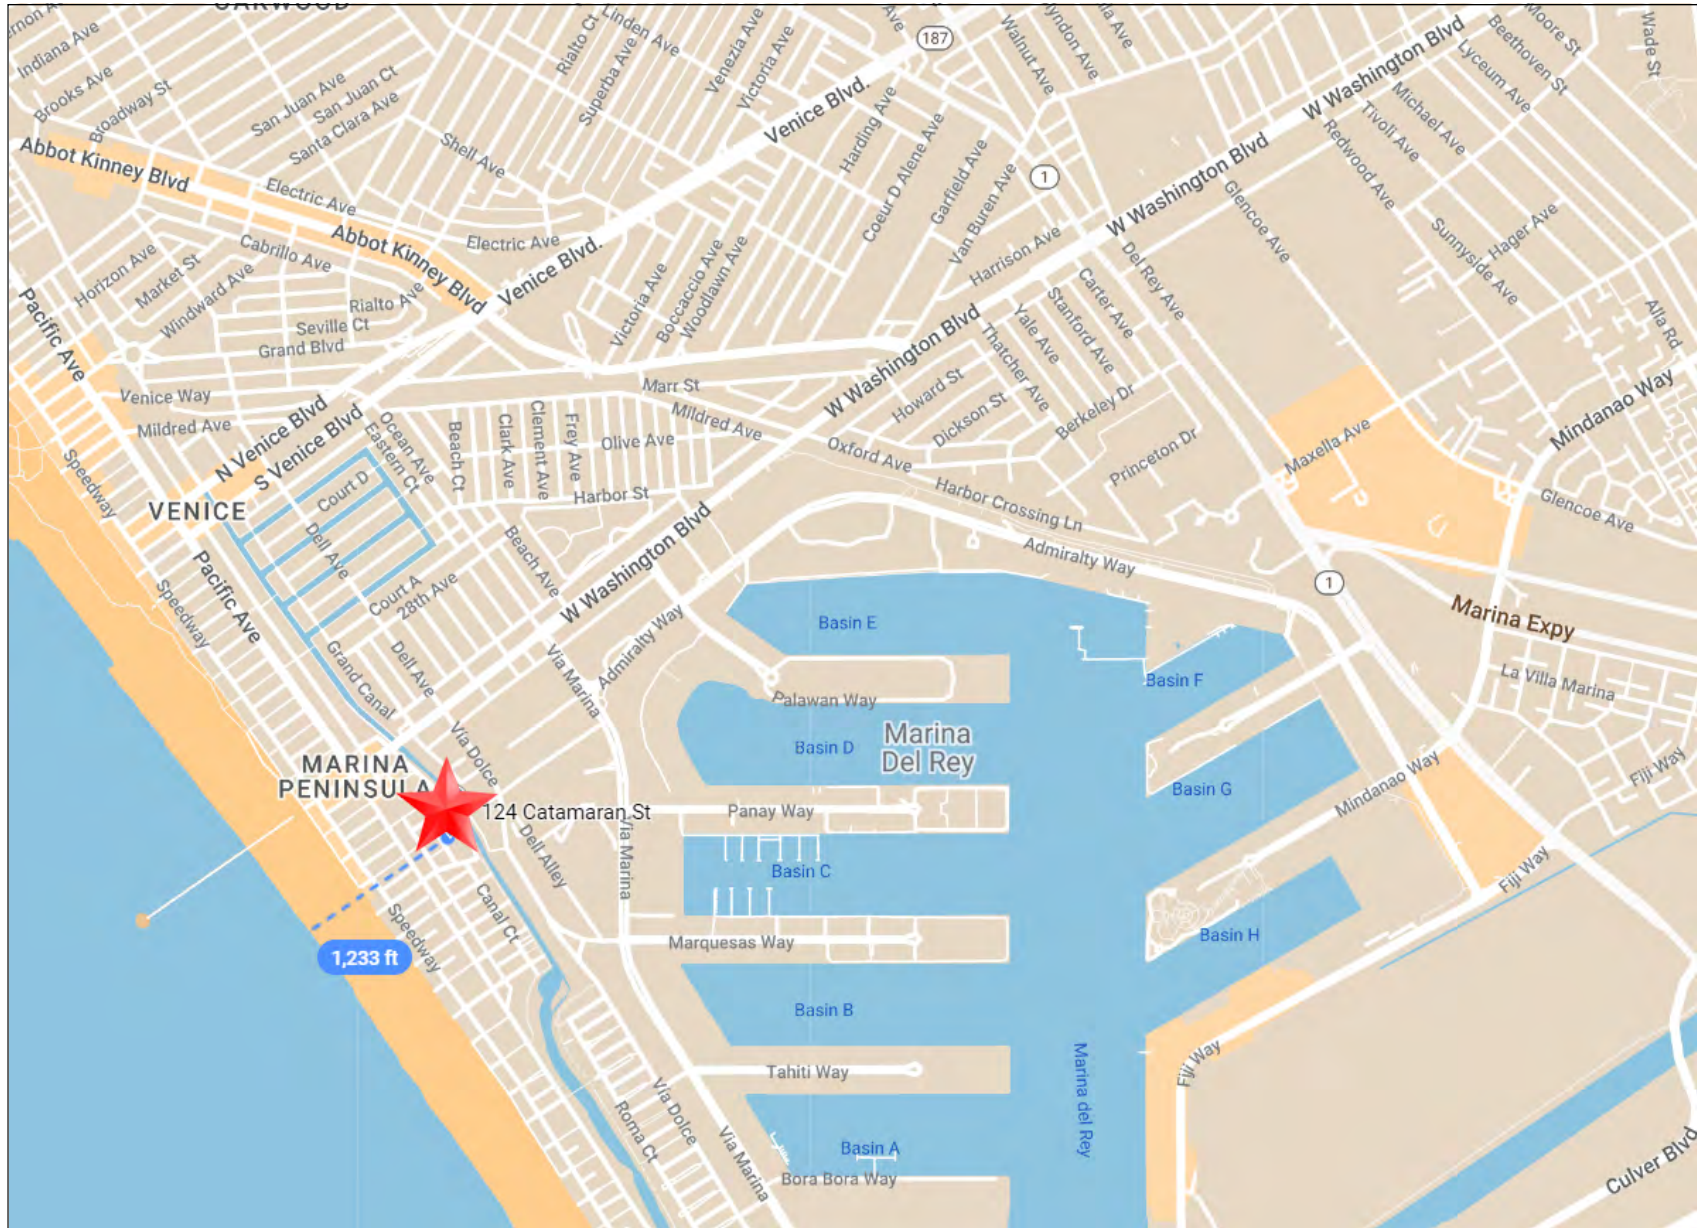 OAKWOOD
Indiana Ave
Brooks Ave
Broadway St
San Juan Ave
San Juan Ct
Santa Clara Ave
Rialto Ct
Linden Ave
Superba Ave
Venezia Ave
Victoria Ave
Ave
187
Walnut Ave
Lyndon Ave
Ave
W Washington Blvd
Beethoven St
Moore St
Lyceum Ave
Wade St
Michael Ave
Tivoli Ave
Redwood Ave
Abbot Kinney Blvd
Shell Ave
Venice Blvd.
Harding Ave
Coeur D Alene Ave
Garfield Ave
Van Buren Ave
1
W Washington Blvd
Glencoe Ave
Sunnyside Ave
Hager Ave
Electric Ave
Abbot Kinney Blvd
Electric Ave
Venice Blvd.
Harrison Ave
Del Rey Ave
Horizon Ave
Market St
Windward Ave
Cabrillo Ave
Rialto Ave
Seville Ct
Grand Blvd
Victoria Ave
Boccaccio Ave
Woodlawn Ave
W Washington Blvd
Thatcher Ave
Yale Ave
Stanford Ave
Carter Ave
Alla Rd
Pacific Ave
Venice Way
Mildred Ave
N Venice Blvd
S Venice Blvd
Marr St
Mildred Ave
Howard St
Dickson St
Berkeley Dr
Princeton Dr
Maxella Ave
Mindanao Way
Glencoe Ave
Ocean Ave
Eastern Ct
Beach Ct
Clark Ave
Clement Ave
Frey Ave
Olive Ave
Harbor St
Oxford Ave
Harbor Crossing Ln
Admiralty Way
Speedway
VENICE
Court D
Dell Ave
Court A
28th Ave
Beach Ave
W Washington Blvd
1
Marina Expy
Pacific Ave
Speedway
Grand Canal
Dell Ave
Via Marina
Admiralty Way
Basin E
Basin F
La Villa Marina
Palawan Way
Basin D
Marina
Del Rey
Fiji Way
MARINA
PENINSULA
Via Dolce
124 Catamaran St
Panay Way
Basin G
Mindanao Way
Dell Alley
Via Marina
Basin C
Fiji Way
Canal Ct
Speedway
1,233 ft
Marquesas Way
Basin H
Basin B
Fiji Way
Tahiti Way
Marina del Rey
Roma Ct
Via Dolce
Via Marina
Basin A
Bora Bora Way
Culver Blvd